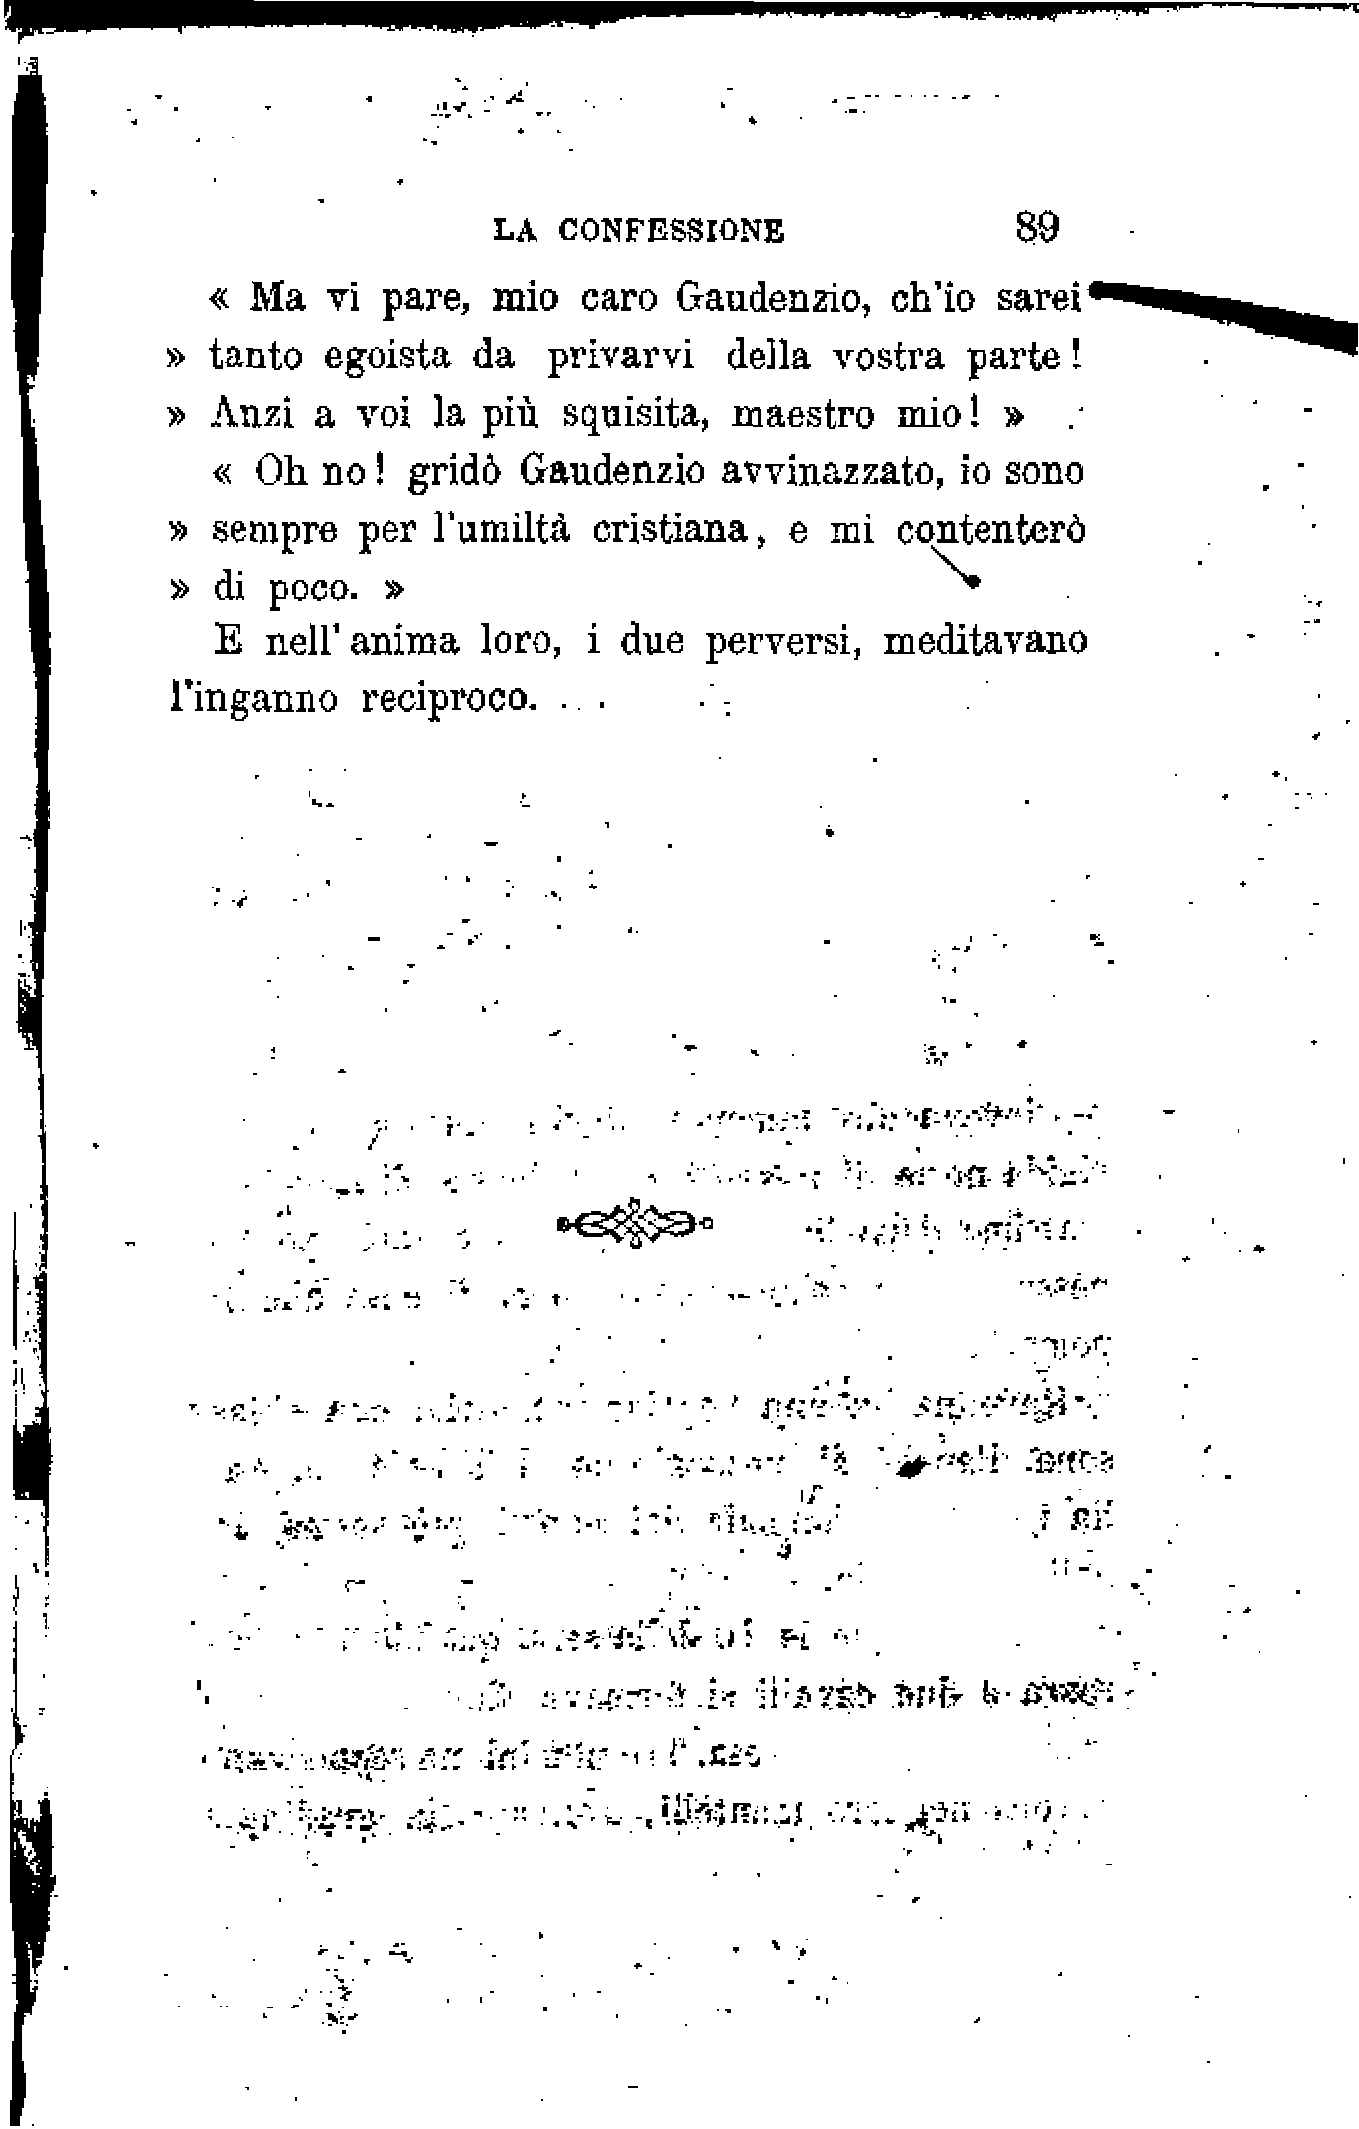 LA CONFESSIONE 89
« Ma vi pare, mio caro Gaudenzio, ch'io sarei
» tanto egoista da privarvi della vostra parte!
» Anzi a voi la più squisita, maestro mio! »
« Oh no! gridò Gaudenzio avvinazzato, io sono
» sempre per l'umiltà cristiana, e mi contenterò
» di poco. »
E nell'anima loro, i due perversi, meditavano
l'inganno reciproco.